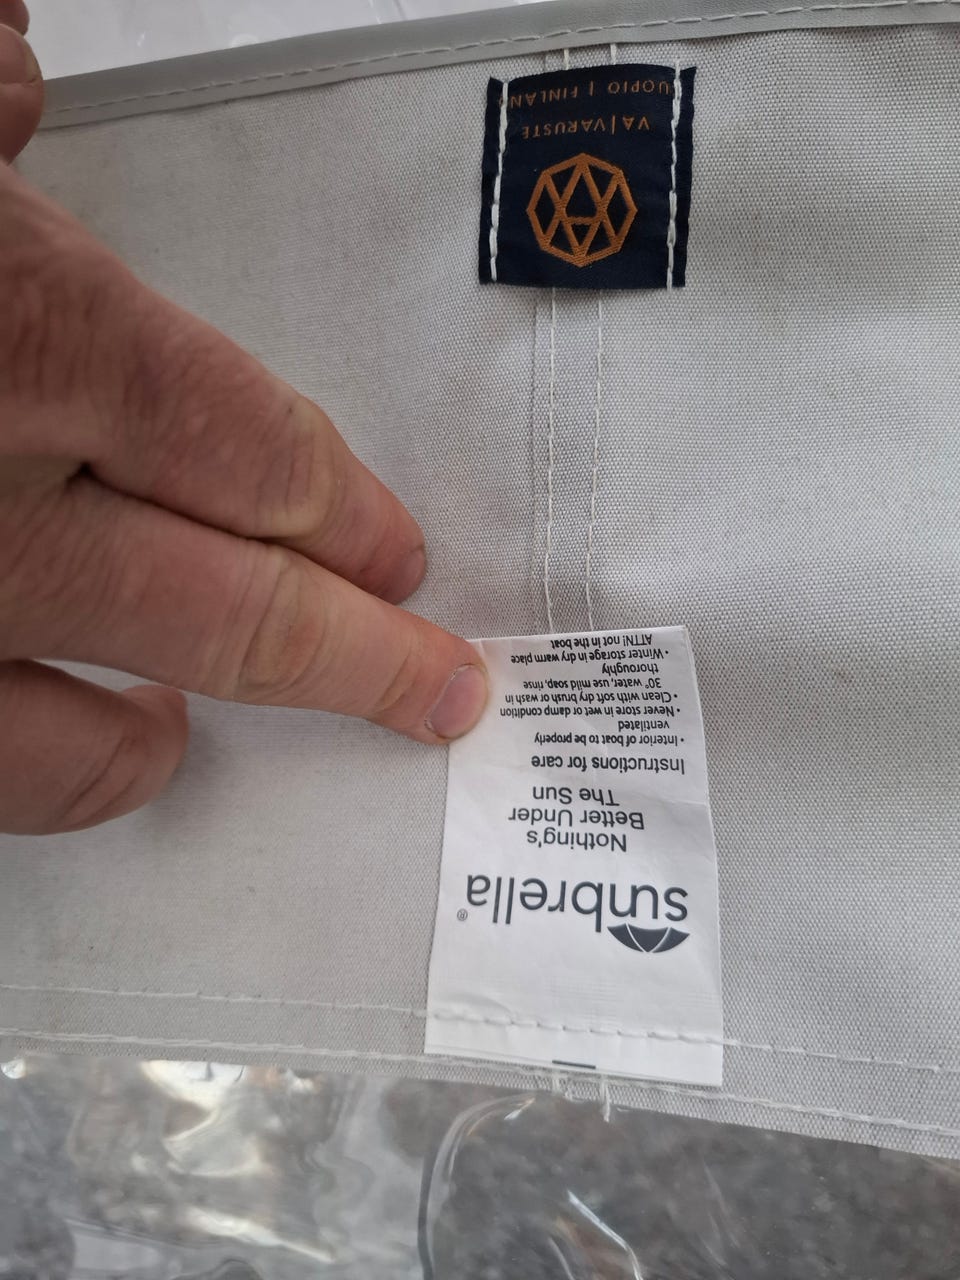 sunbrella®
Nothing's
Better Under
The Sun
Instructions for care
• Interior of boat to be properly
ventilated
• Never store in wet or damp condition
• Clean with soft dry brush or wash in
30° water, use mild soap, rinse
thoroughly
• Winter storage in dry warm place
ATTN! not in the boat
VA|VARUSTE
UOPIO | FINLAN